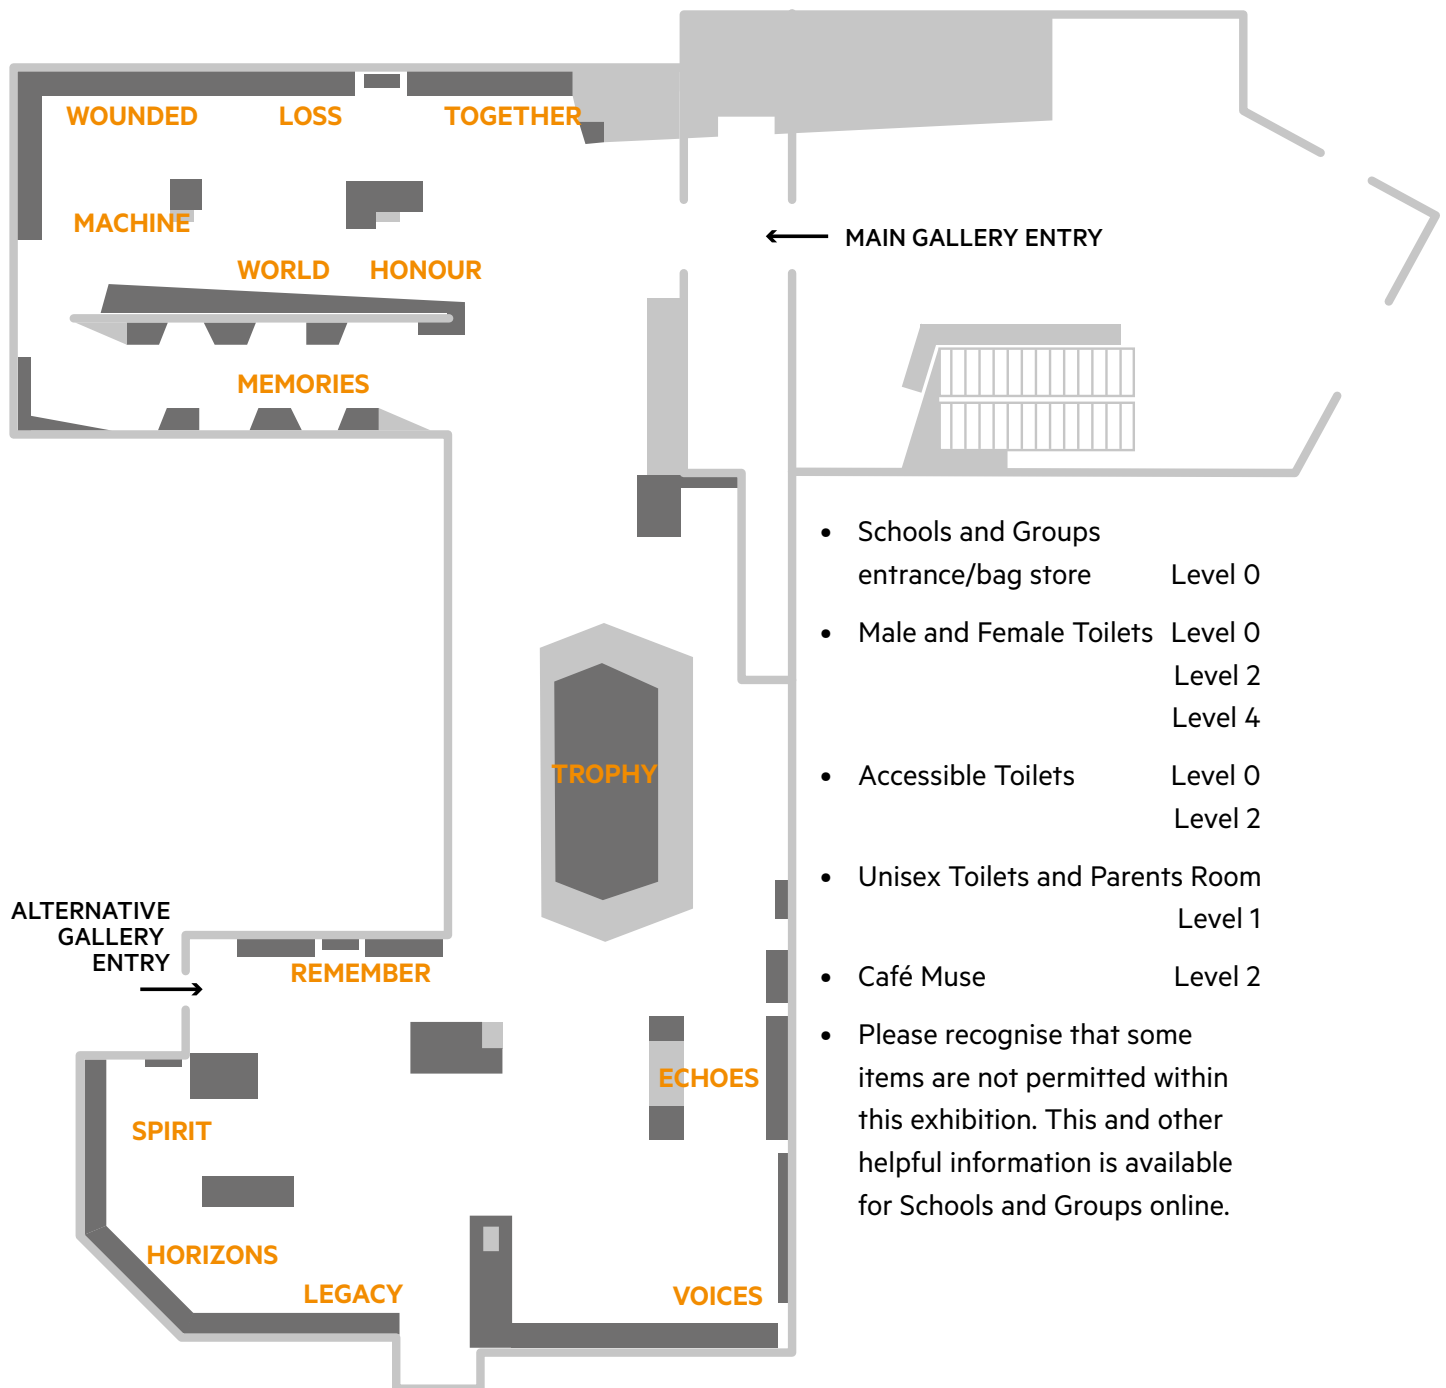 WOUNDED LOSS TOGETHER
MACHINE
MAIN GALLERY ENTRY
WORLD HONOUR
MEMORIES
TROPHY
ALTERNATIVE
GALLERY
ENTRY
REMEMBER
ECHOES
SPIRIT
HORIZONS
LEGACY
VOICES
• Schools and Groups
entrance/bag store Level 0
• Male and Female Toilets Level 0
Level 2
Level 4
• Accessible Toilets Level 0
Level 2
• Unisex Toilets and Parents Room
Level 1
• Café Muse Level 2
• Please recognise that some
items are not permitted within
this exhibition. This and other
helpful information is available
for Schools and Groups online.